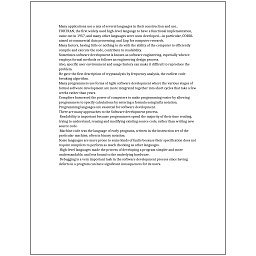 Many applications use a mix of several languages in their construction and use.
FORTRAN, the first widely used high-level language to have a functional implementation,
came out in 1957, and many other languages were soon developed—in particular, COBOL
aimed at commercial data processing, and Lisp for computer research.
Many factors, having little or nothing to do with the ability of the computer to efficiently
compile and execute the code, contribute to readability.
Sometimes software development is known as software engineering, especially when it
employs formal methods or follows an engineering design process.
Also, specific user environment and usage history can make it difficult to reproduce the
problem.
He gave the first description of cryptanalysis by frequency analysis, the earliest code-
breaking algorithm.
Many programmers use forms of Agile software development where the various stages of
formal software development are more integrated together into short cycles that take a few
weeks rather than years.
Compilers harnessed the power of computers to make programming easier by allowing
programmers to specify calculations by entering a formula using infix notation.
Programming languages are essential for software development.
There are many approaches to the Software development process.
Readability is important because programmers spend the majority of their time reading,
trying to understand, reusing and modifying existing source code, rather than writing new
source code.
Machine code was the language of early programs, written in the instruction set of the
particular machine, often in binary notation.
Some languages are more prone to some kinds of faults because their specification does not
require compilers to perform as much checking as other languages.
High-level languages made the process of developing a program simpler and more
understandable, and less bound to the underlying hardware.
Debugging is a very important task in the software development process since having
defects in a program can have significant consequences for its users.